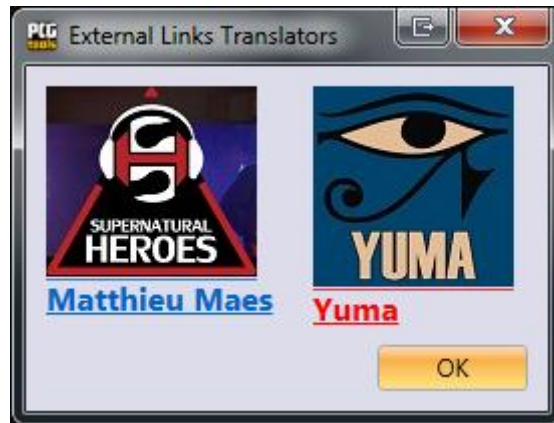 PCG
Tools
External Links Translators
SUPERNATURAL
HEROES
YUMA
Matthieu Maes
Yuma
OK